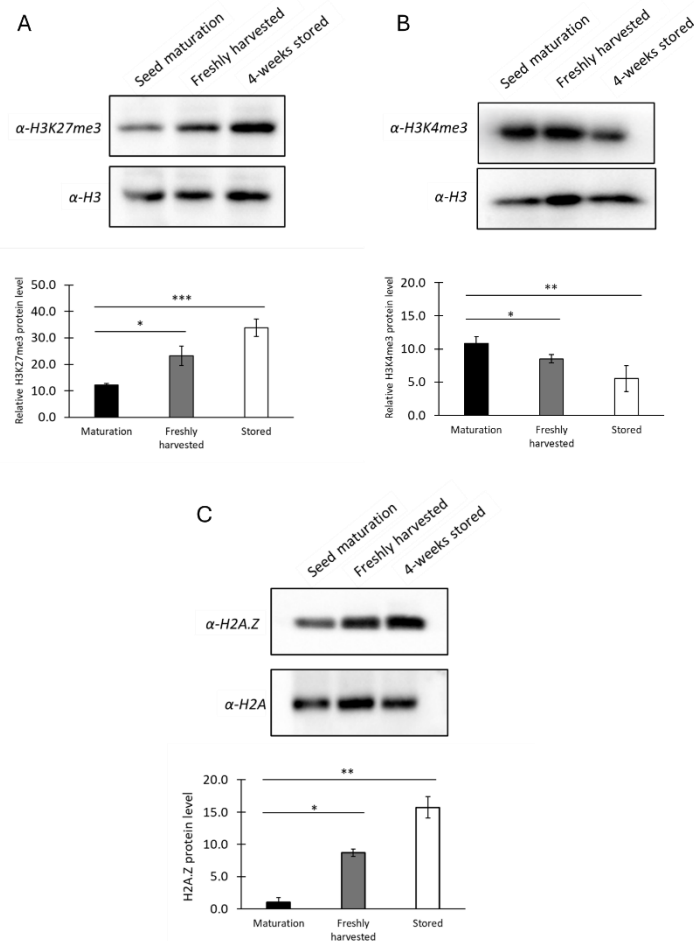 A
Seed maturation
Freshly harvested
4-weeks stored
α-H3K27me3
α-H3
Relative H3K27me3 protein level
50.0
40.0
30.0
20.0
10.0
0.0
***
*
Maturation
Freshly
harvested
Stored
B
Seed maturation
Freshly harvested
4-weeks stored
α-H3K4me3
α-H3
Relative H3K4me3 protein level
20.0
15.0
10.0
5.0
0.0
**
*
Maturation
Freshly
harvested
Stored
C
Seed maturation
Freshly harvested
4-weeks stored
α-H2A.Z
α-H2A
H2A.Z protein level
20.0
15.0
10.0
5.0
0.0
**
*
Maturation
Freshly
harvested
Stored